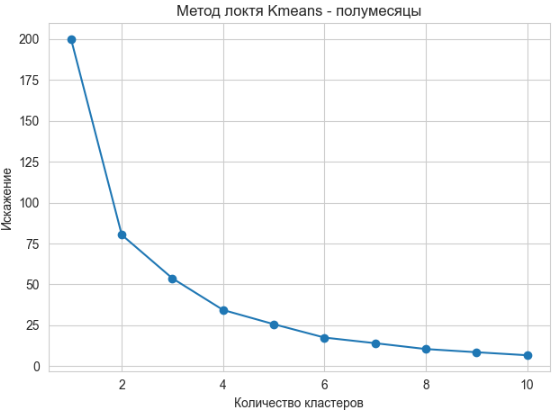 Метод локтя Kmeans - полумесяцы
Искажение
200
175
150
125
100
75
50
25
0
2 4 6 8 10
Количество кластеров